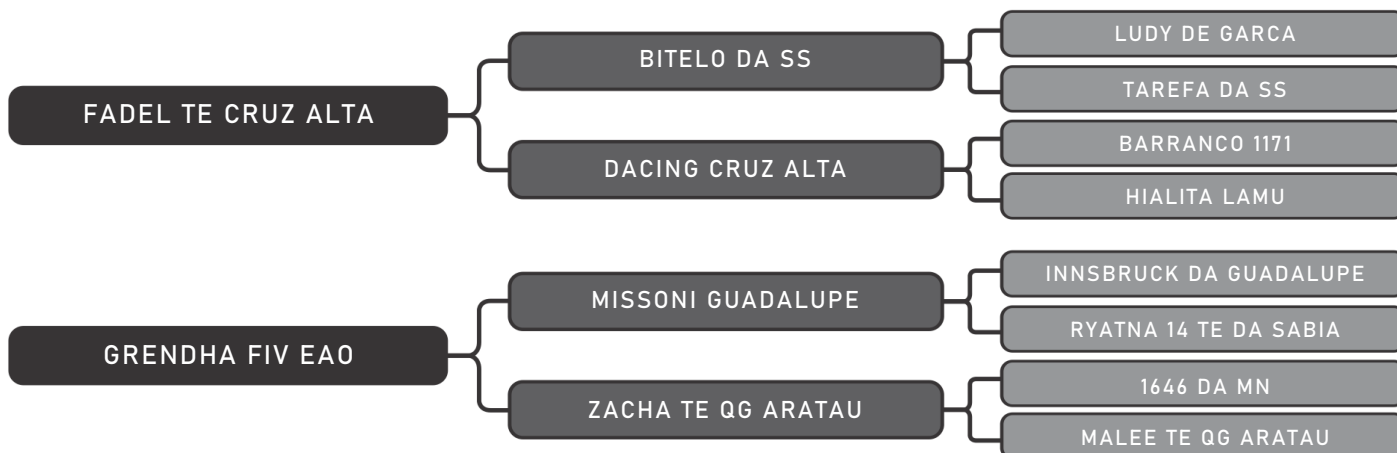 FADEL TE CRUZ ALTA
BITELO DA SS
LUDY DE GARCA
TAREFA DA SS
DACING CRUZ ALTA
BARRANCO 1171
HIALITA LAMU
GRENDHA FIV EAO
MISSONI GUADALUPE
INNSBRUCK DA GUADALUPE
RYATNA 14 TE DA SABIA
ZACHA TE QG ARATAU
1646 DA MN
MALEE TE QG ARATAU